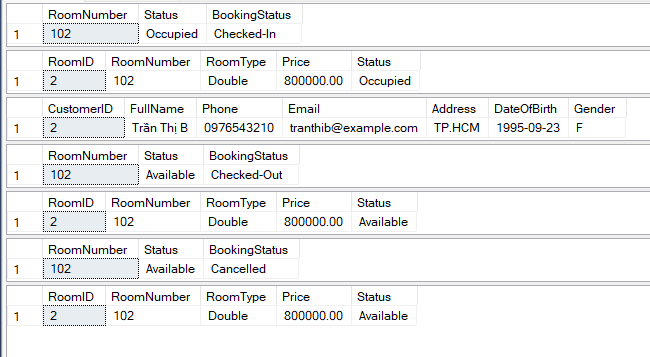 RoomNumber Status BookingStatus
1 102 Occupied Checked-In
RoomID RoomNumber RoomType Price Status
1 2 102 Double 800000.00 Occupied
CustomerID FullName Phone Email Address DateOfBirth Gender
1 2 Trần Thị B 0976543210 tranthib@example.com TP.HCM 1995-09-23 F
RoomNumber Status BookingStatus
1 102 Available Checked-Out
RoomID RoomNumber RoomType Price Status
1 2 102 Double 800000.00 Available
RoomNumber Status BookingStatus
1 102 Available Cancelled
RoomID RoomNumber RoomType Price Status
1 2 102 Double 800000.00 Available